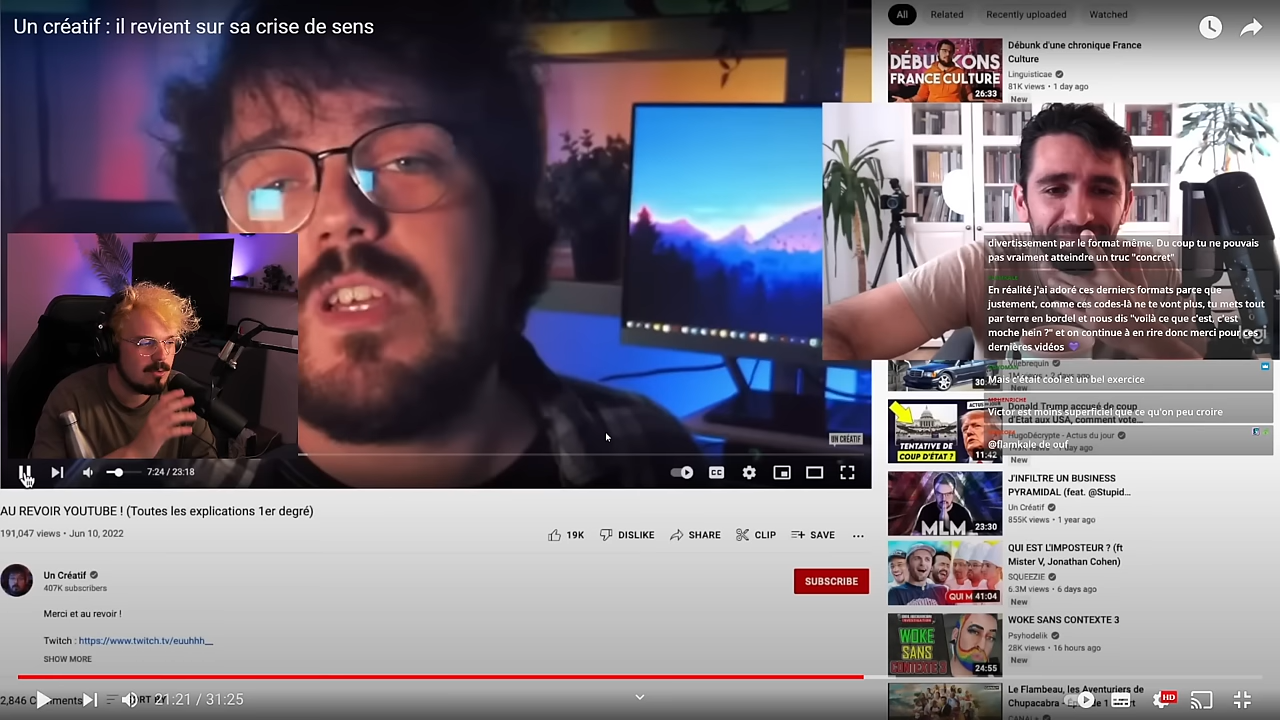 Un créatif : il revient sur sa crise de sens
All
Related
Recently uploaded
Watched
DÉBUNKONS
FRANCE CULTURE
26:33
Débunk d'une chronique France
Culture
Linguisticae
81K views • 1 day ago
New
divertissement par le format même. Du coup tu ne pouvais
pas vraiment atteindre un truc "concret"
En réalité j'ai adoré ces derniers formats parce que
justement, comme ces codes-là ne te vont plus, tu mets tout
par terre en bordel et nous dis "voilà ce que c'est, c'est
moche hein ?" et on continue à en rire donc merci pour ces
dernières vidéos 💜
Vilebrequin
New
Mais c'était cool et un bel exercice
Victor est moins superficiel que ce qu'on peu croire
@flamkale de ouf
TENTATIVE DE
COUP D'ÉTAT ?
11:42
Donald Trump accusé de coup
d'État aux USA, comment vote...
HugoDécrypte - Actus du jour
New
UN CRÉATIF
7:24 / 23:18
CC
MLM
23:30
J'INFILTRE UN BUSINESS
PYRAMIDAL (feat. @Stupid...
Un Créatif
855K views • 1 year ago
AU REVOIR YOUTUBE ! (Toutes les explications 1er degré)
191,047 views • Jun 10, 2022
19K
DISLIKE
SHARE
CLIP
SAVE
...
QUI M
41:04
QUI EST L'IMPOSTEUR ? (ft
Mister V, Jonathan Cohen)
SQUEEZIE
6.3M views • 6 days ago
New
Un Créatif
407K subscribers
SUBSCRIBE
Merci et au revoir !
Twitch : https://www.twitch.tv/euuhhh__
SHOW MORE
WOKE
SANS
CONTEXTE
24:55
WOKE SANS CONTEXTE 3
Psyhodelik
28K views • 16 hours ago
New
Le Flambeau, les Aventuriers de
Chupacabra -
2,846
21:21 / 31:25
HD